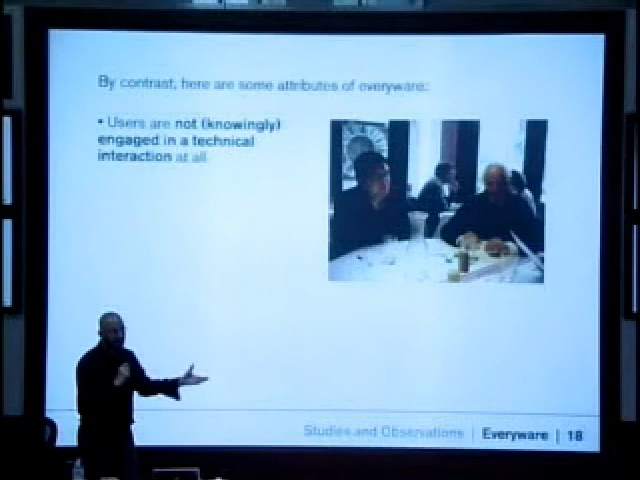 By contrast, here are some attributes of everyware:
• Users are not (knowingly)
engaged in a technical
interaction at all
Studies and Observations | Everyware | 18